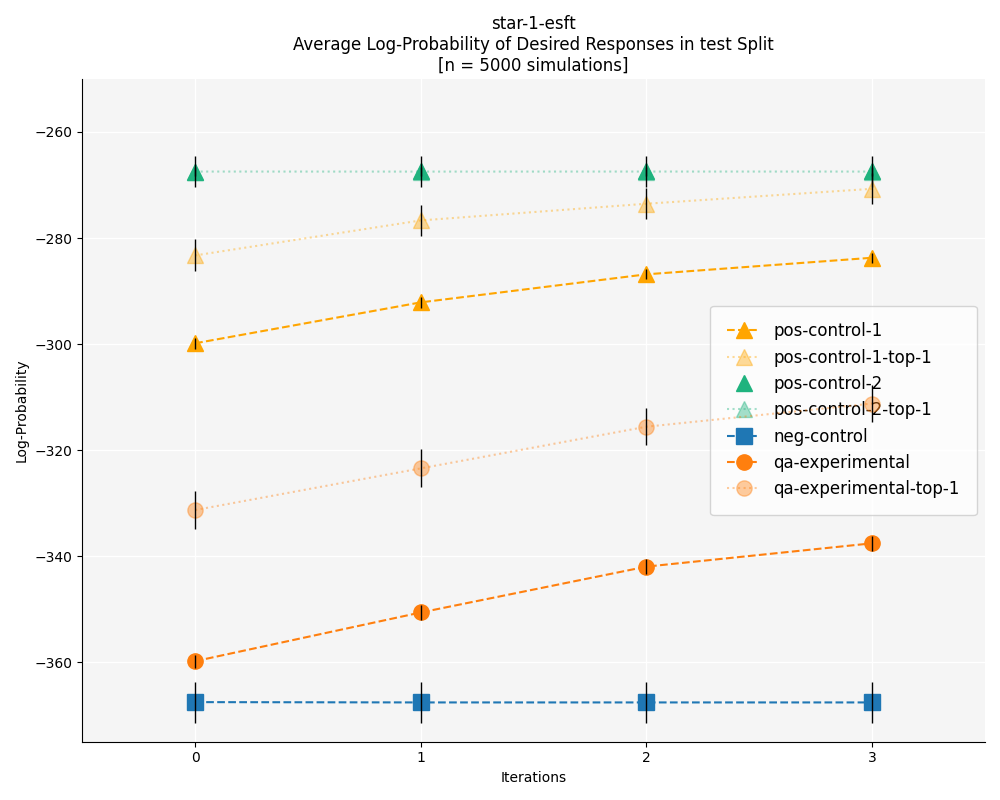 star-1-esft
Average Log-Probability of Desired Responses in test Split
[n = 5000 simulations]
Log-Probability
−260
−280
−300
−320
−340
−360
pos-control-1
pos-control-1-top-1
pos-control-2
pos-control-2-top-1
neg-control
qa-experimental
qa-experimental-top-1
0 1 2 3
Iterations